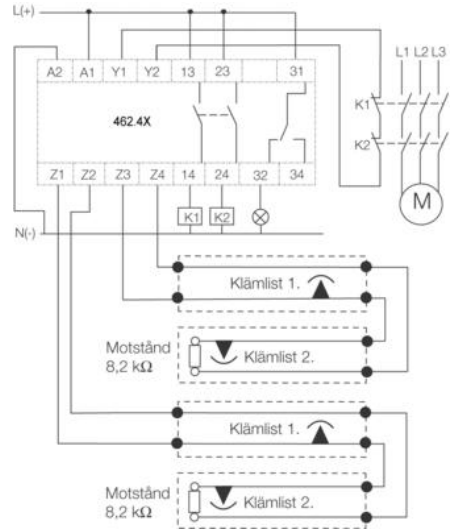 L(+)
A2 A1 Y1 Y2 13 23 31
L1 L2 L3
462.4X
K1
K2
Z1 Z2 Z3 Z4 14 24 32 34
K1 K2
M
N(-)
Klämlist 1.
Motstånd
8,2 kΩ
Klämlist 2.
Klämlist 1.
Motstånd
8,2 kΩ
Klämlist 2.